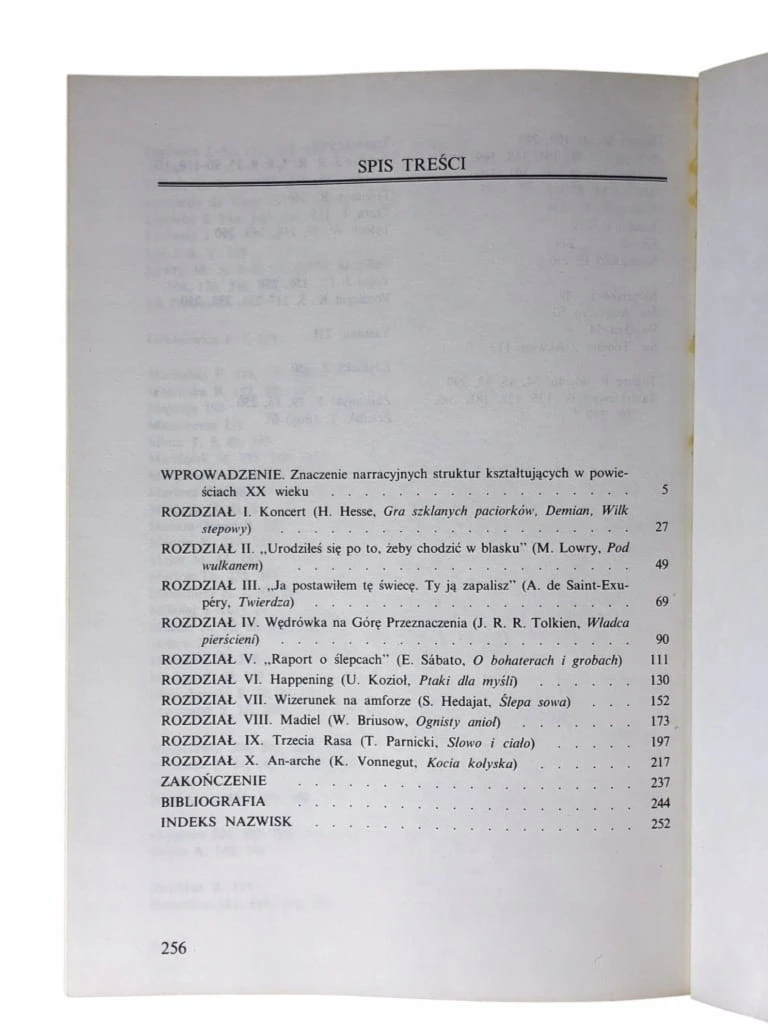 SPIS TREŚCI
WPROWADZENIE. Znaczenie narracyjnych struktur kształtujących w powie-
ściach XX wieku . . . . . . . . . . . . . . . . . 5
ROZDZIAŁ I. Koncert (H. Hesse, Gra szklanych paciorków, Demian, Wilk
stepowy) . . . . . . . . . . . . . . . . . . . 27
ROZDZIAŁ II. „Urodziłeś się po to, żeby chodzić w blasku” (M. Lowry, Pod
wulkanem) . . . . . . . . . . . . . . . . . . 49
ROZDZIAŁ III. „Ja postawiłem tę świecę. Ty ją zapalisz” (A. de Saint-Exu-
péry, Twierdza) . . . . . . . . . . . . . . . . . 69
ROZDZIAŁ IV. Wędrówka na Górę Przeznaczenia (J. R. R. Tolkien, Władca
pierścieni) . . . . . . . . . . . . . . . . . . . 90
ROZDZIAŁ V. „Raport o ślepcach” (E. Sábato, O bohaterach i grobach) 111
ROZDZIAŁ VI. Happening (U. Kozioł, Ptaki dla myśli) . . . . . . 130
ROZDZIAŁ VII. Wizerunek na amforze (S. Hedajat, Ślepa sowa) . . . 152
ROZDZIAŁ VIII. Madiel (W. Briusow, Ognisty anioł) . . . . . . . 173
ROZDZIAŁ IX. Trzecia Rasa (T. Parnicki, Słowo i ciało) . . . . . 197
ROZDZIAŁ X. An-arche (K. Vonnegut, Kocia kołyska) . . . . . . 217
ZAKOŃCZENIE . . . . . . . . . . . . . . . . . . 237
BIBLIOGRAFIA . . . . . . . . . . . . . . . . . . 244
INDEKS NAZWISK . . . . . . . . . . . . . . . . . 252
256